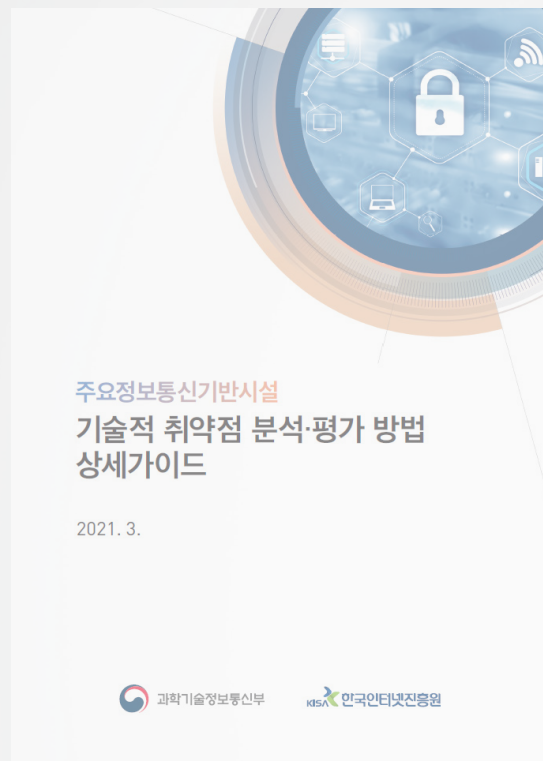 주요정보통신기반시설
기술적 취약점 분석·평가 방법
상세가이드
2021. 3.
과학기술정보통신부
KISA 한국인터넷진흥원